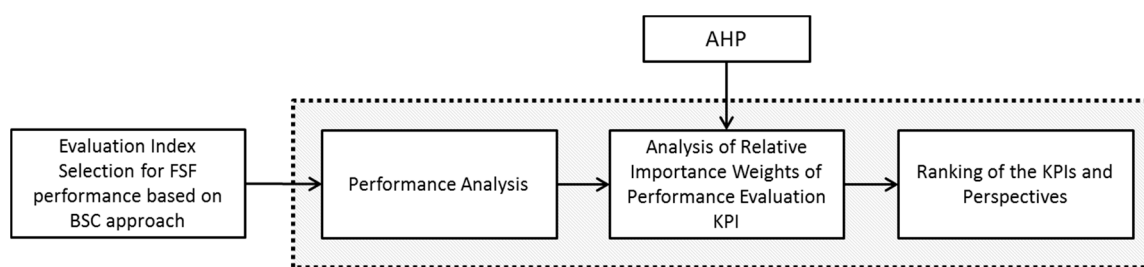 AHP
Evaluation Index
Selection for FSF
performance based on
BSC approach
Performance Analysis
Analysis of Relative
Importance Weights of
Performance Evaluation
KPI
Ranking of the KPIs and
Perspectives